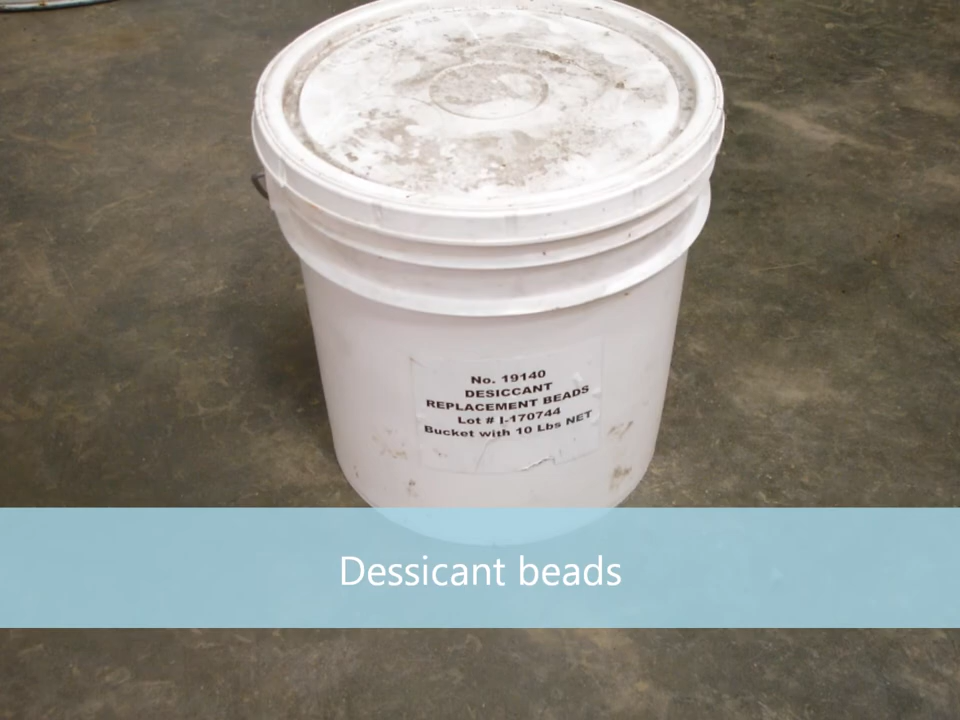 No. 19140
DESICCANT
REPLACEMENT BEADS
Lot # I-170744
Bucket with 10 Lbs NET
Dessicant beads